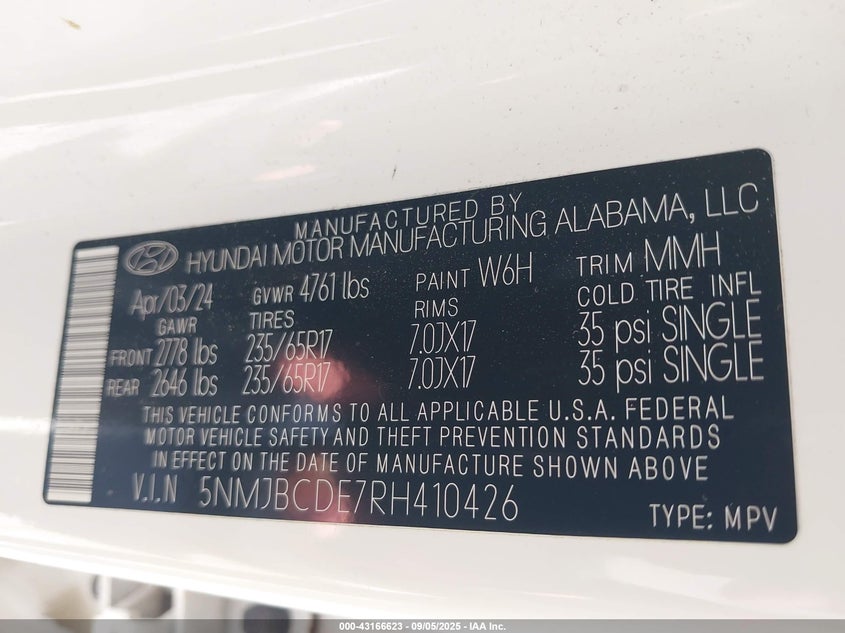 MANUFACTURED BY
HYUNDAI MOTOR MANUFACTURING ALABAMA, LLC
Apr/03/24 GVWR 4761 lbs PAINT W6H TRIM MMH
GAWR TIRES RIMS COLD TIRE INFL
FRONT 2778 lbs 235/65R17 7.0JX17 35 psi SINGLE
REAR 2646 lbs 235/65R17 7.0JX17 35 psi SINGLE
THIS VEHICLE CONFORMS TO ALL APPLICABLE U.S.A. FEDERAL
MOTOR VEHICLE SAFETY AND THEFT PREVENTION STANDARDS
IN EFFECT ON THE DATE OF MANUFACTURE SHOWN ABOVE
V.I.N 5NMJBCDE7RH410426 TYPE: MPV
000-43166623 - 09/05/2025 - IAA Inc.